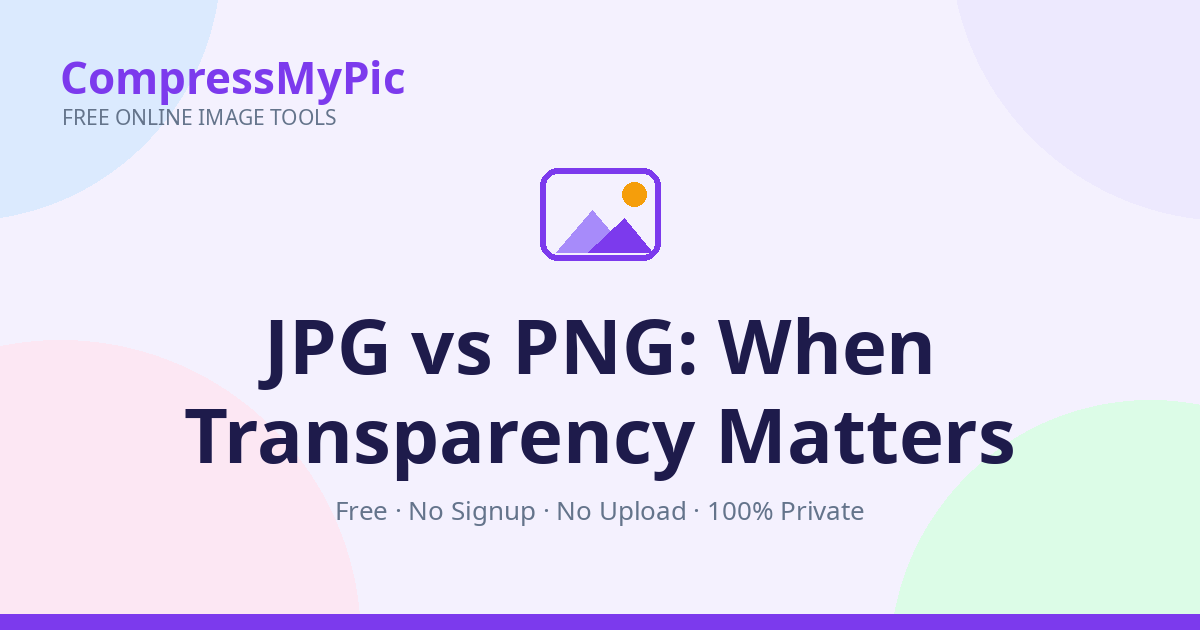 CompressMyPic
FREE ONLINE IMAGE TOOLS
JPG vs PNG: When
Transparency Matters
Free · No Signup · No Upload · 100% Private